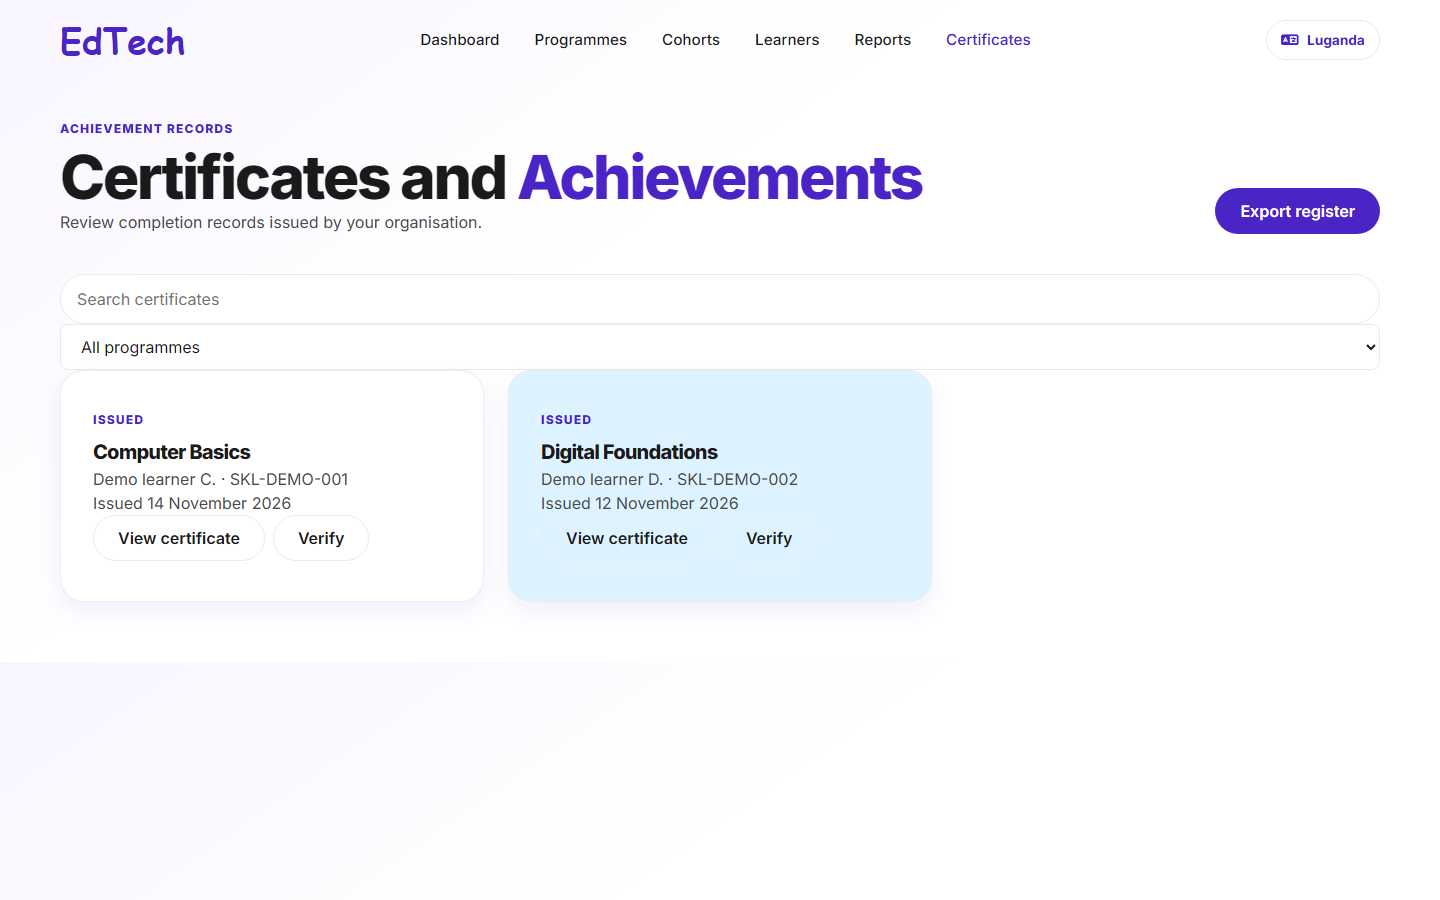 EdTech
Dashboard
Programmes
Cohorts
Learners
Reports
Certificates
Luganda
ACHIEVEMENT RECORDS
Certificates and Achievements
Review completion records issued by your organisation.
Export register
Search certificates
All programmes
ISSUED
Computer Basics
Demo learner C. · SKL-DEMO-001
Issued 14 November 2026
View certificate
Verify
ISSUED
Digital Foundations
Demo learner D. · SKL-DEMO-002
Issued 12 November 2026
View certificate
Verify